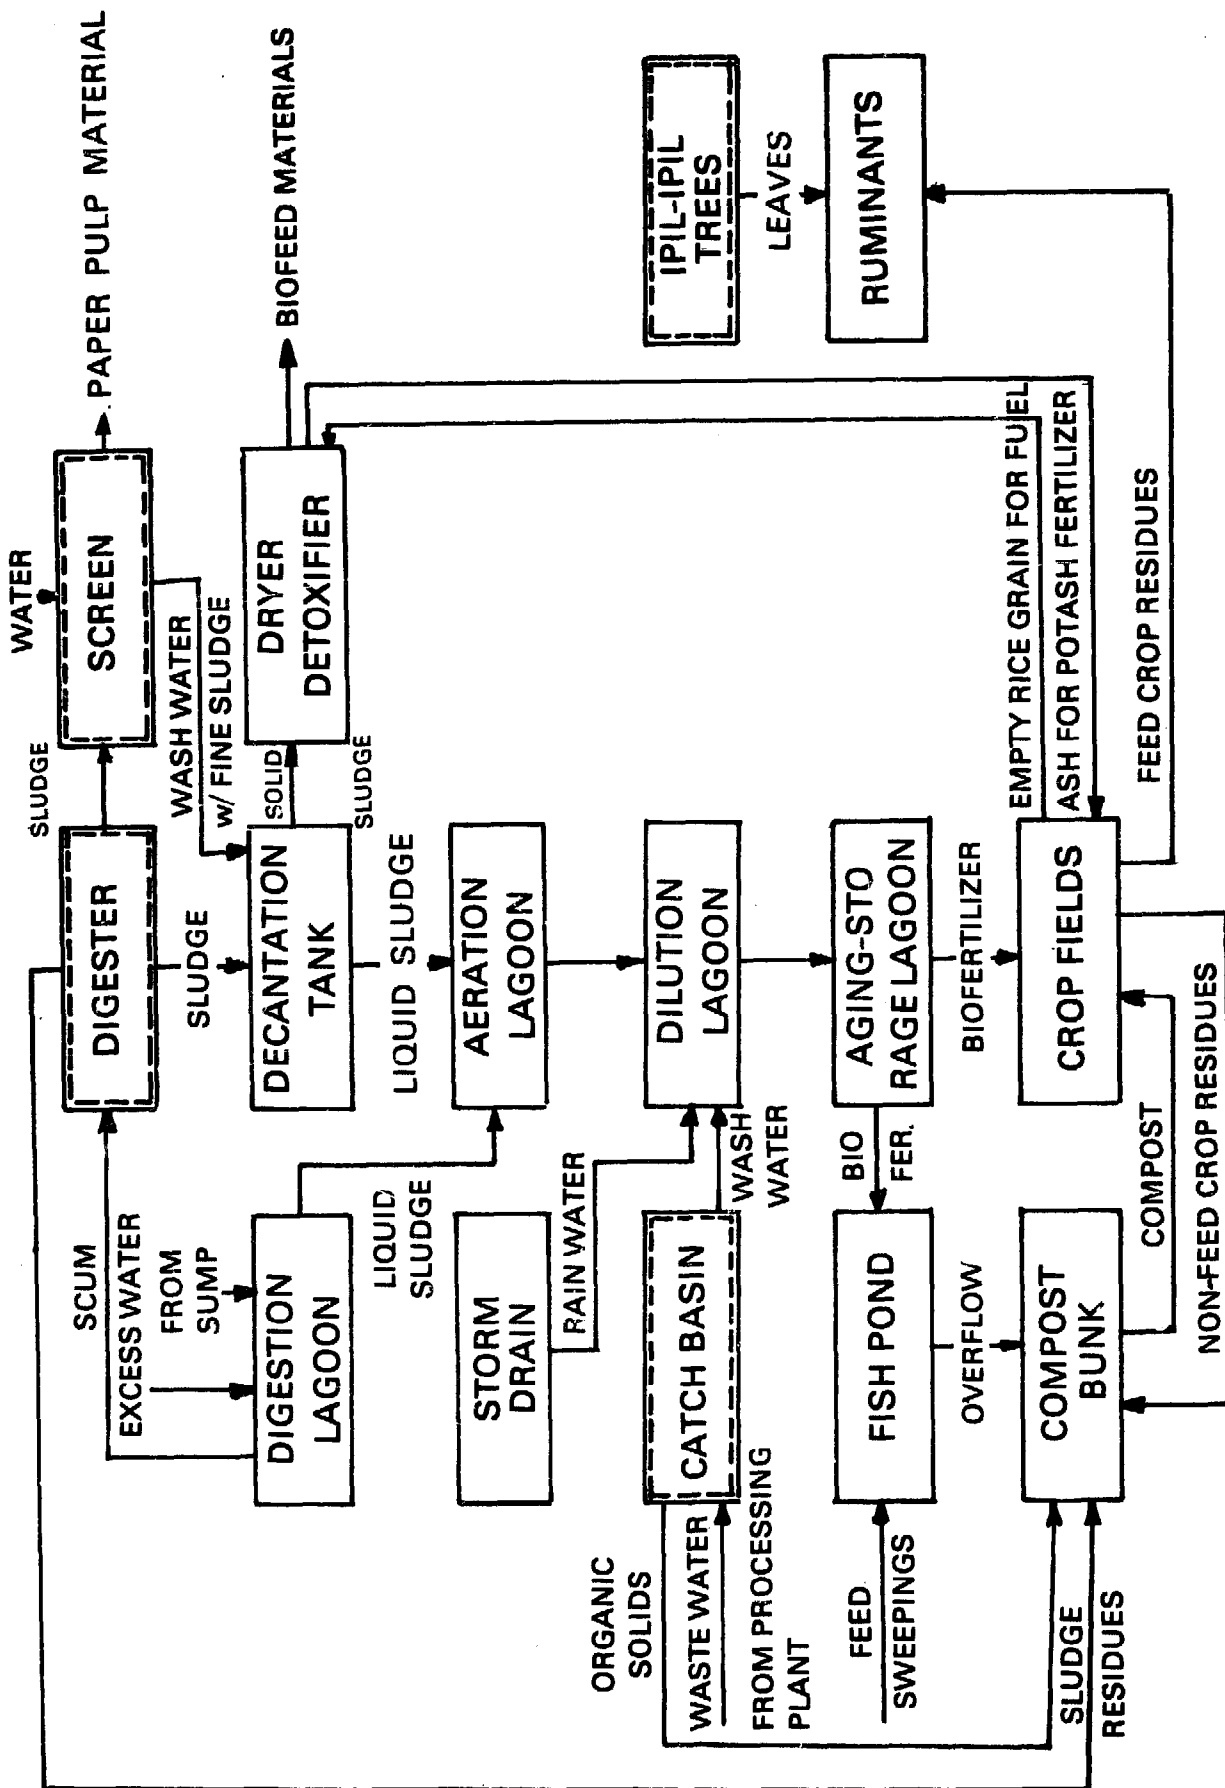 WATER
SLUDGE
SCUM
DIGESTER
SCREEN
PAPER PULP MATERIAL
EXCESS WATER
FROM
SUMP
SLUDGE
WASH WATER
W/ FINE SLUDGE
DIGESTION
LAGOON
DECANTATION
TANK
SOLID
SLUDGE
DRYER
DETOXIFIER
BIOFEED MATERIALS
LIQUID
SLUDGE
LIQUID SLUDGE
STORM
DRAIN
AERATION
LAGOON
RAIN WATER
ORGANIC
SOLIDS
CATCH BASIN
DILUTION
LAGOON
IPIL-IPIL
TREES
WASTE WATER
FROM PROCESSING
PLANT
WASH
WATER
LEAVES
FEED
SWEEPINGS
FISH POND
BIO
FER.
AGING-STO
RAGE LAGOON
RUMINANTS
OVERFLOW
BIOFERTILIZER
EMPTY RICE GRAIN FOR FUEL
ASH FOR POTASH FERTILIZER
SLUDGE
RESIDUES
COMPOST
BUNK
CROP FIELDS
COMPOST
FEED CROP RESIDUES
NON-FEED CROP RESIDUES